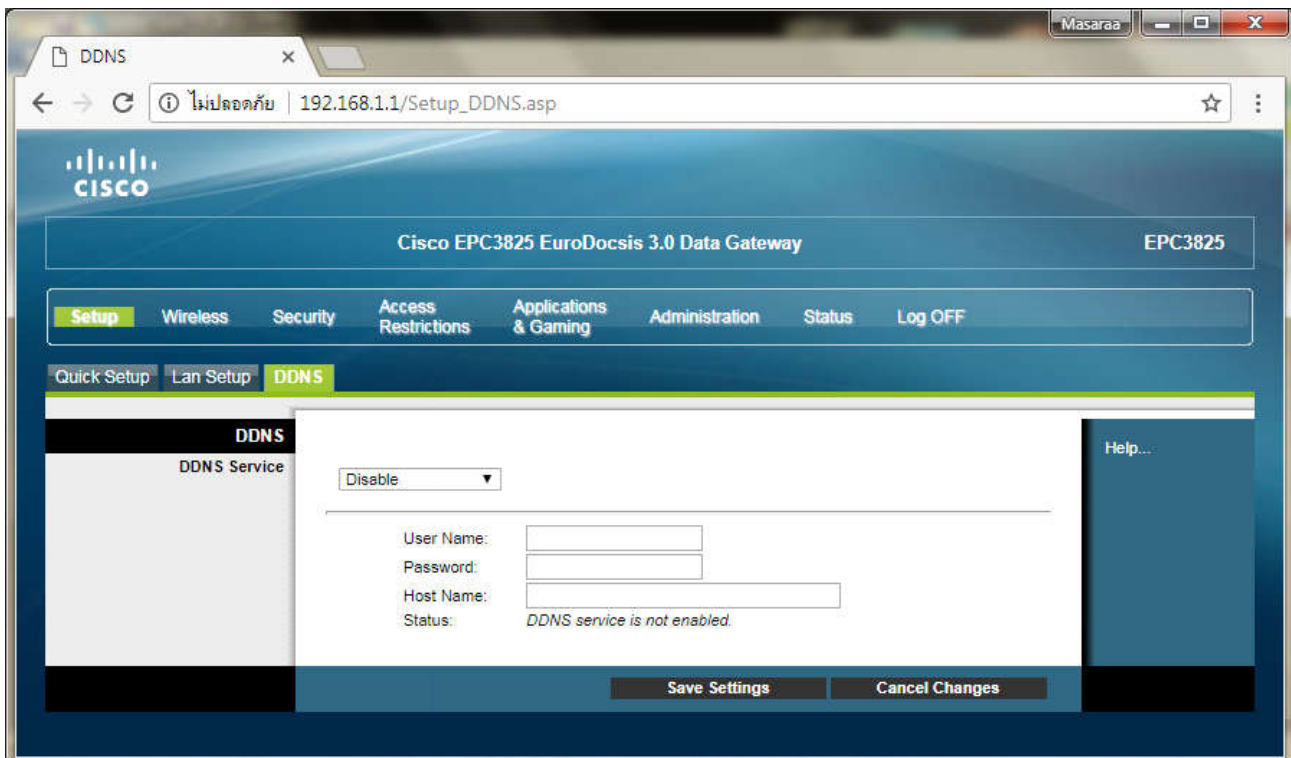 Masaraa
DDNS
ไม่ปลอดภัย 192.168.1.1/Setup_DDNS.asp
CISCO
Cisco EPC3825 EuroDocsis 3.0 Data Gateway EPC3825
Setup Wireless Security Access Restrictions Applications & Gaming Administration Status Log OFF
Quick Setup Lan Setup DDNS
DDNS
Help...
DDNS Service
Disable
User Name:
Password:
Host Name:
Status: DDNS service is not enabled.
Save Settings Cancel Changes